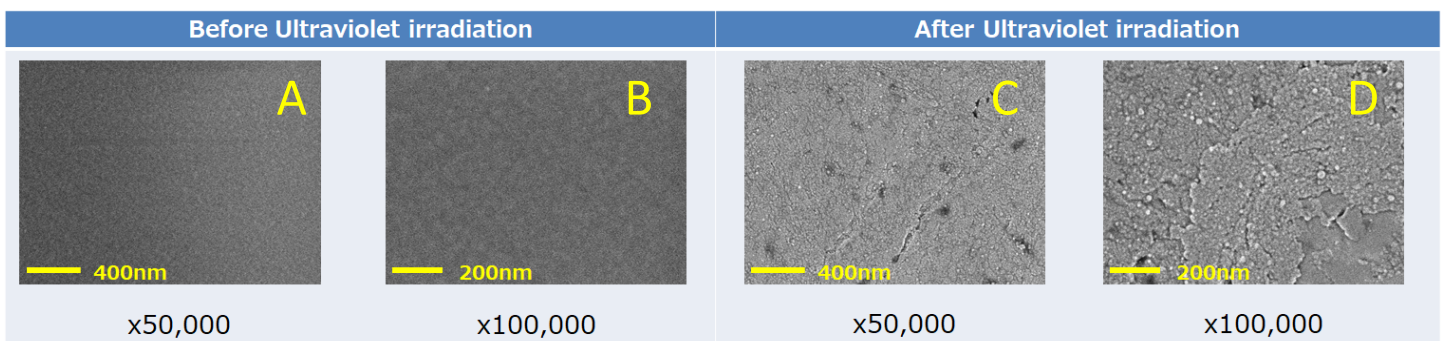 Before Ultraviolet irradiation
After Ultraviolet irradiation
A
B
C
D
400nm
200nm
400nm
200nm
x50,000
x100,000
x50,000
x100,000